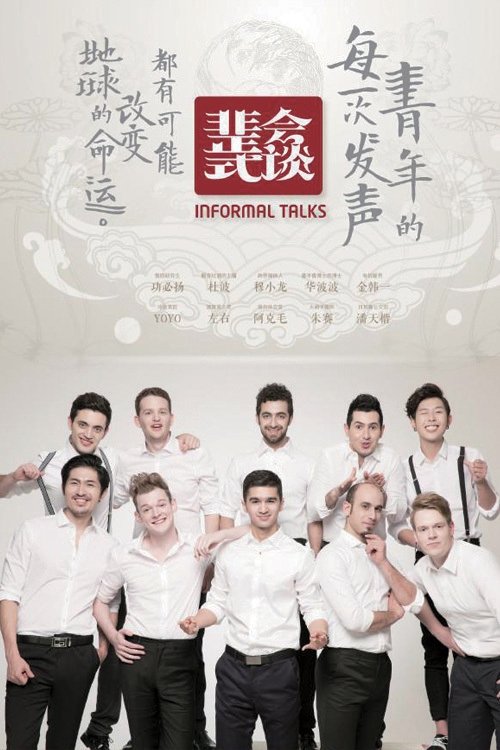 青年的
每一次发声
都有可能
改变
地球的命运。
非正式会谈
INFORMAL TALKS
功必扬 杜波 穆小龙 华波波 金韩一
YOYO 左右 阿克毛 朱赛 潘天楷